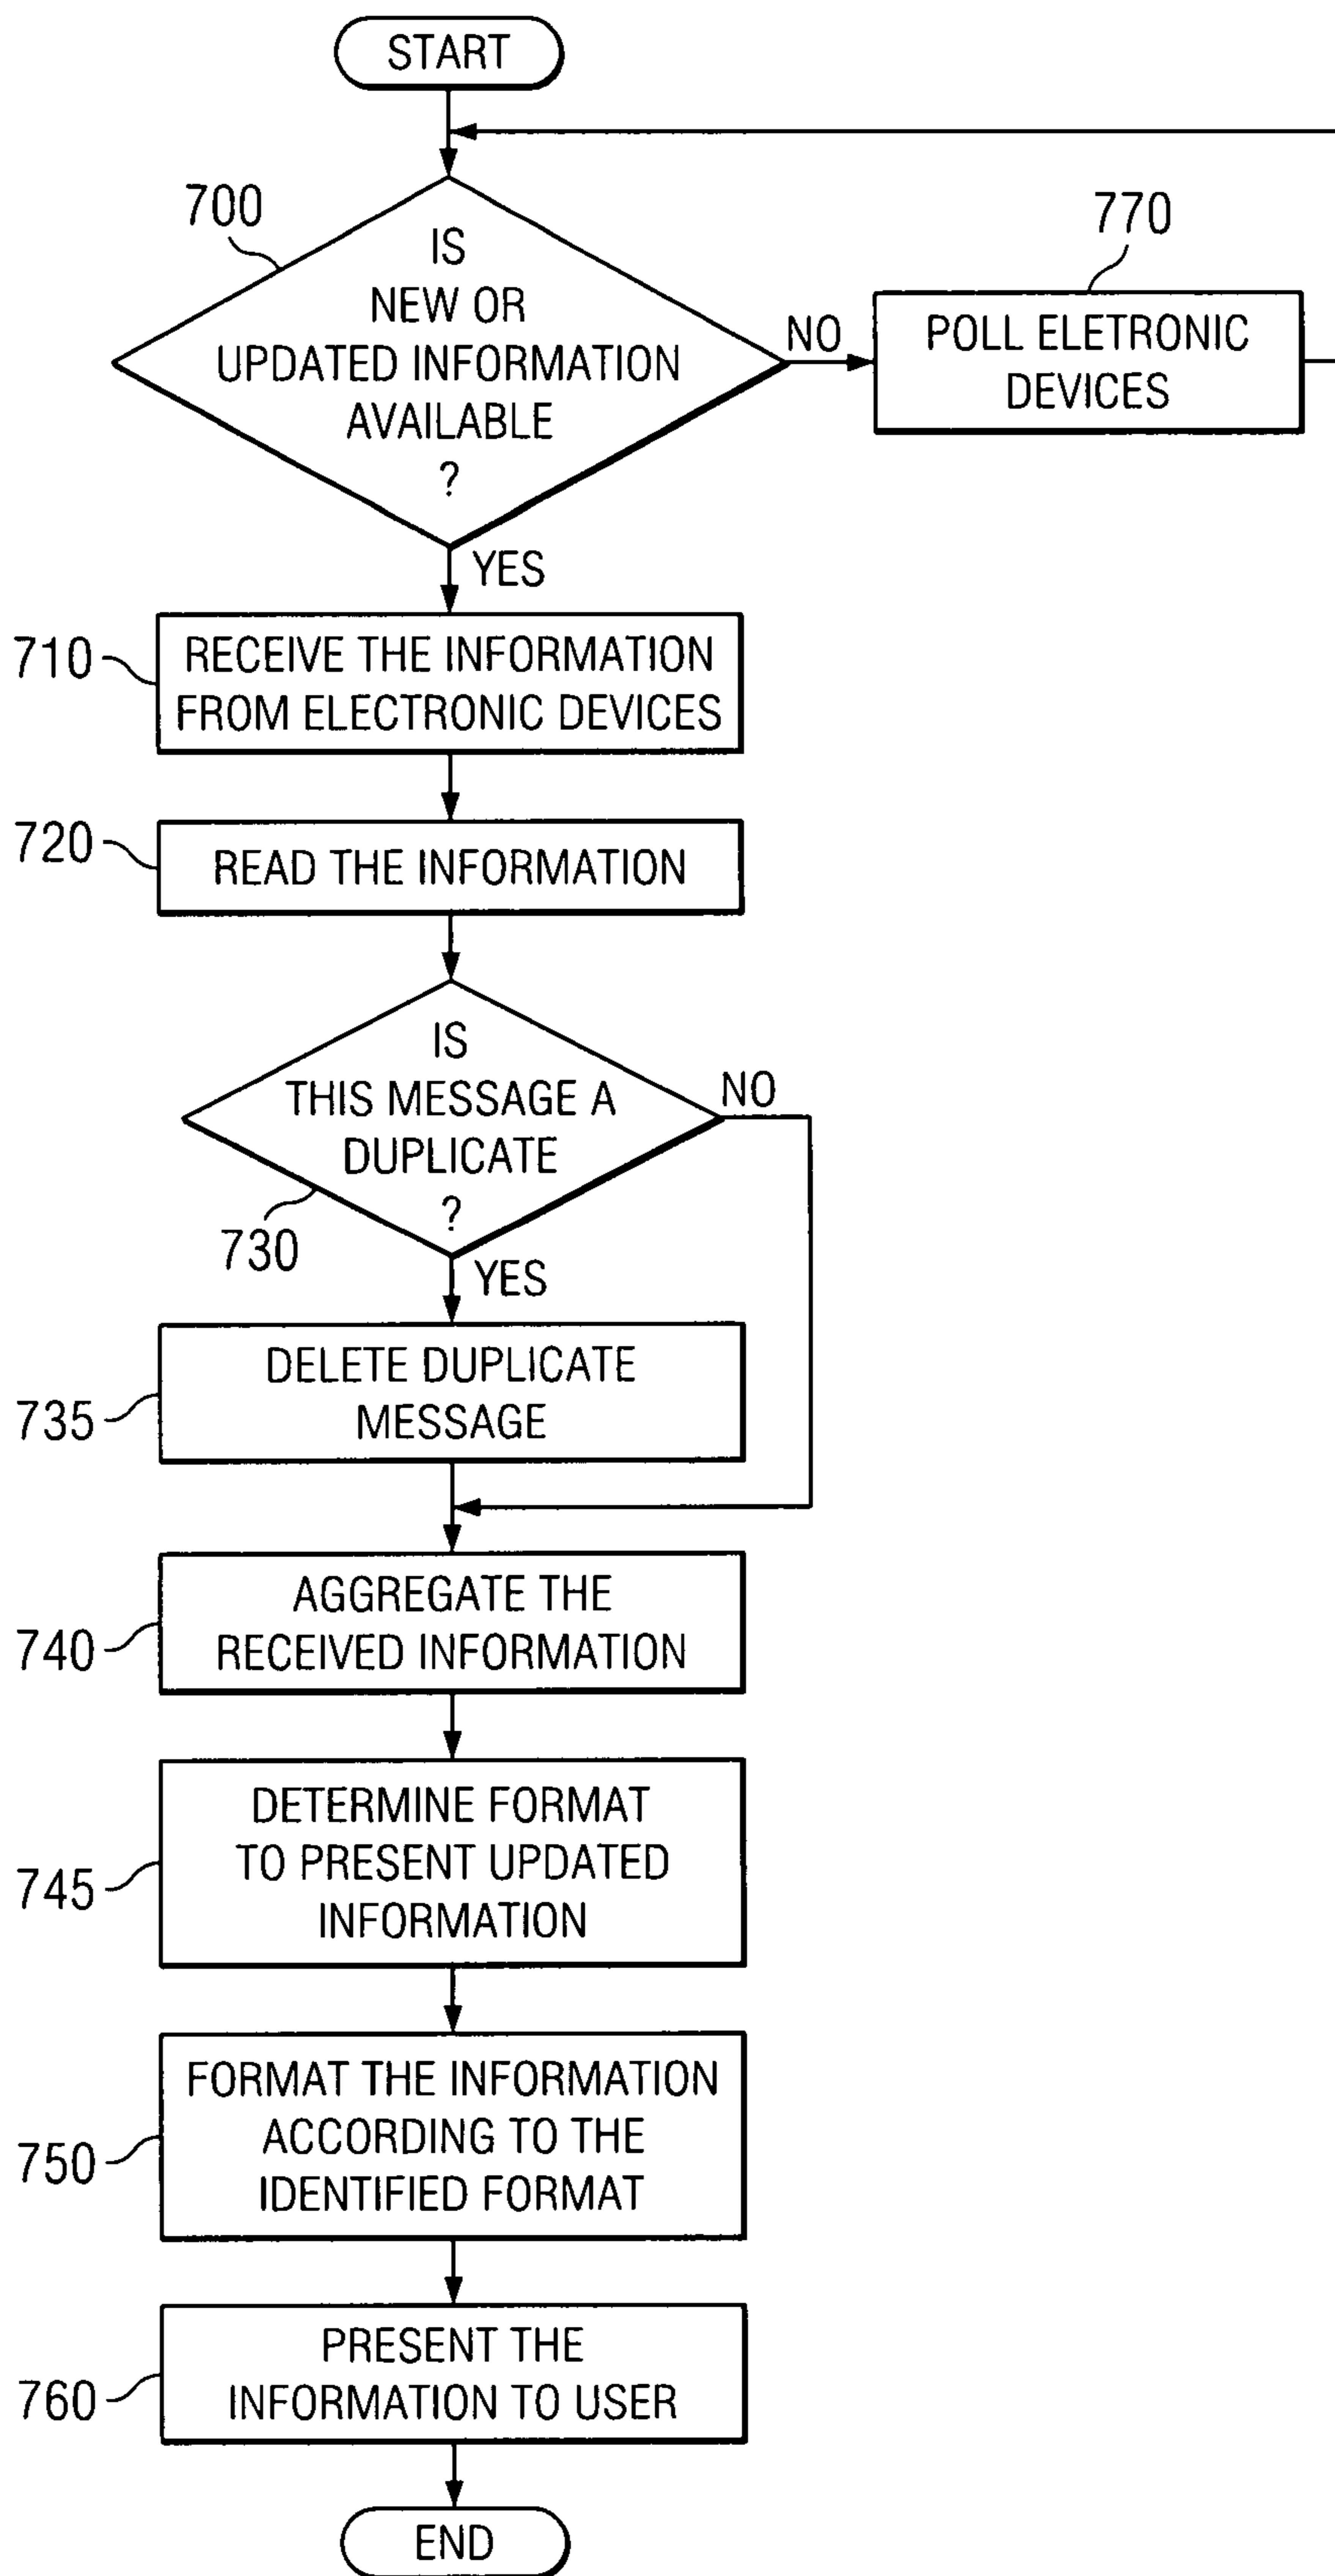 START
700
IS
NEW OR
UPDATED INFORMATION
AVAILABLE
?
NO
770
POLL ELETRONIC
DEVICES
YES
710
RECEIVE THE INFORMATION
FROM ELECTRONIC DEVICES
720
READ THE INFORMATION
IS
THIS MESSAGE A
DUPLICATE
?
NO
730
YES
DELETE DUPLICATE
MESSAGE
735
AGGREGATE THE
RECEIVED INFORMATION
740
DETERMINE FORMAT
TO PRESENT UPDATED
INFORMATION
745
FORMAT THE INFORMATION
ACCORDING TO THE
IDENTIFIED FORMAT
750
PRESENT THE
INFORMATION TO USER
760
END